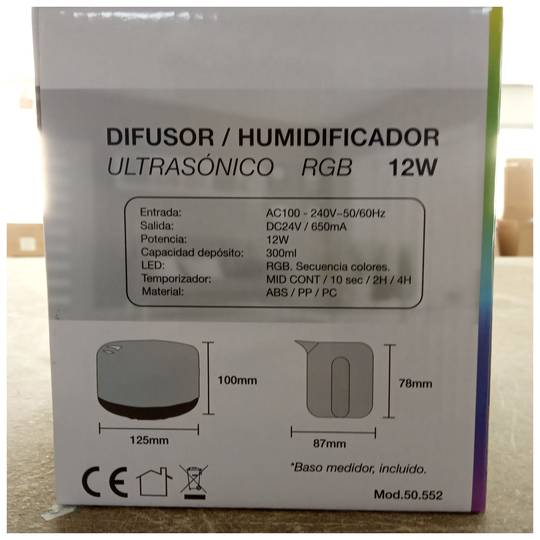 DIFUSOR / HUMIDIFICADOR
ULTRASÓNICO RGB 12W
Entrada: AC100 - 240V~50/60Hz
Salida: DC24V / 650mA
Potencia: 12W
Capacidad depósito: 300ml
LED: RGB. Secuencia colores.
Temporizador: MID CONT / 10 sec / 2H / 4H
Material: ABS / PP / PC
100mm
125mm
78mm
87mm
*Baso medidor, incluido.
CE
Mod.50.552